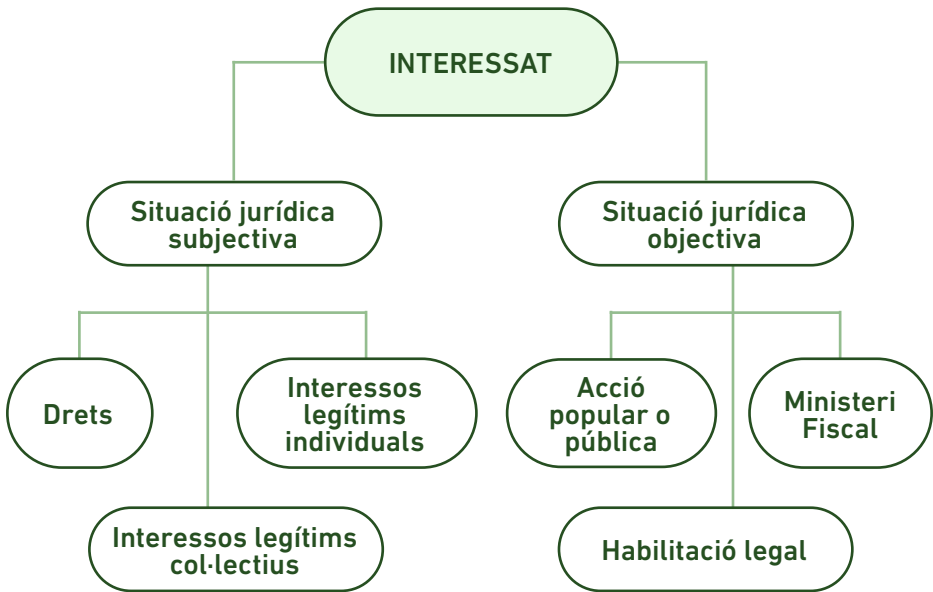 INTERESSAT
Situació jurídica
subjectiva
Situació jurídica
objectiva
Drets
Interessos
legítims
individuals
Acció
popular o
pública
Ministeri
Fiscal
Interessos legítims
col·lectius
Habilitació legal